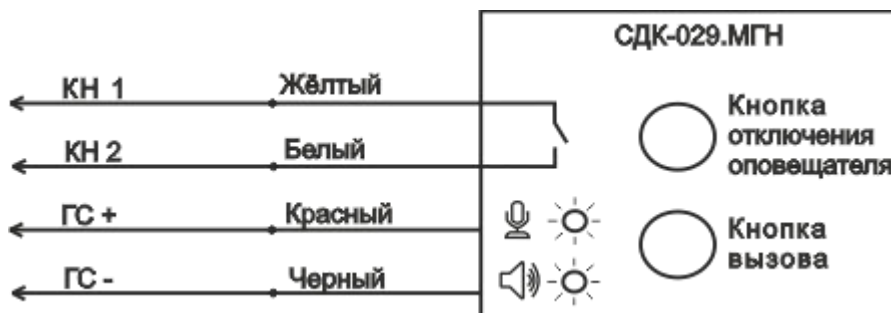 СДК-029.МГН
КН 1 Жёлтый
Кнопка
отключения
оповещателя
КН 2 Белый
ГС + Красный
Кнопка
вызова
ГС - Черный